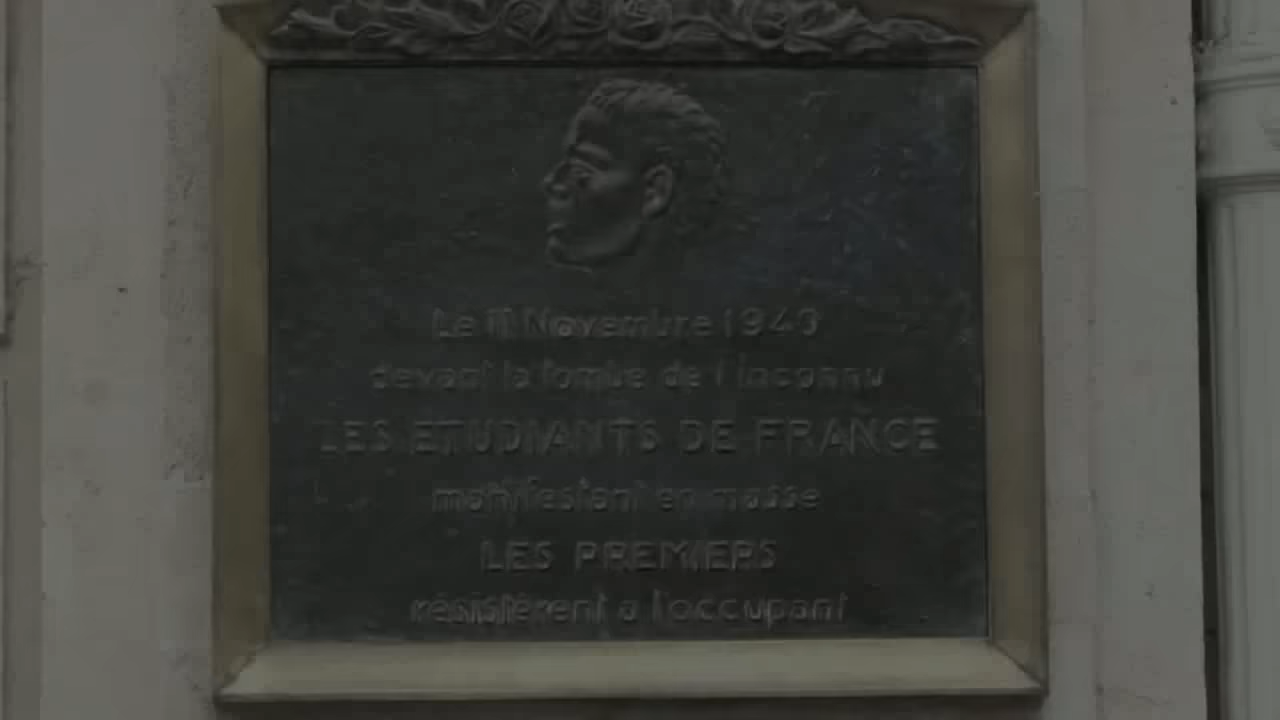 Le 11 Novembre 1940
devant la tombe de l'inconnu
LES ETUDIANTS DE FRANCE
manifestant en masse
LES PREMIERS
résistèrent a l'occupant